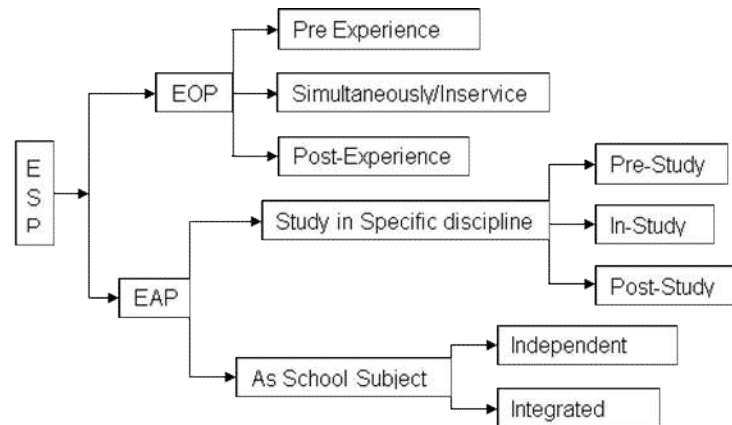 Pre Experience
EOP
Simultaneously/Inservice
Post-Experience
E
S
P
Pre-Study
Study in Specific discipline
In-Study
EAP
Post-Study
Independent
As School Subject
Integrated